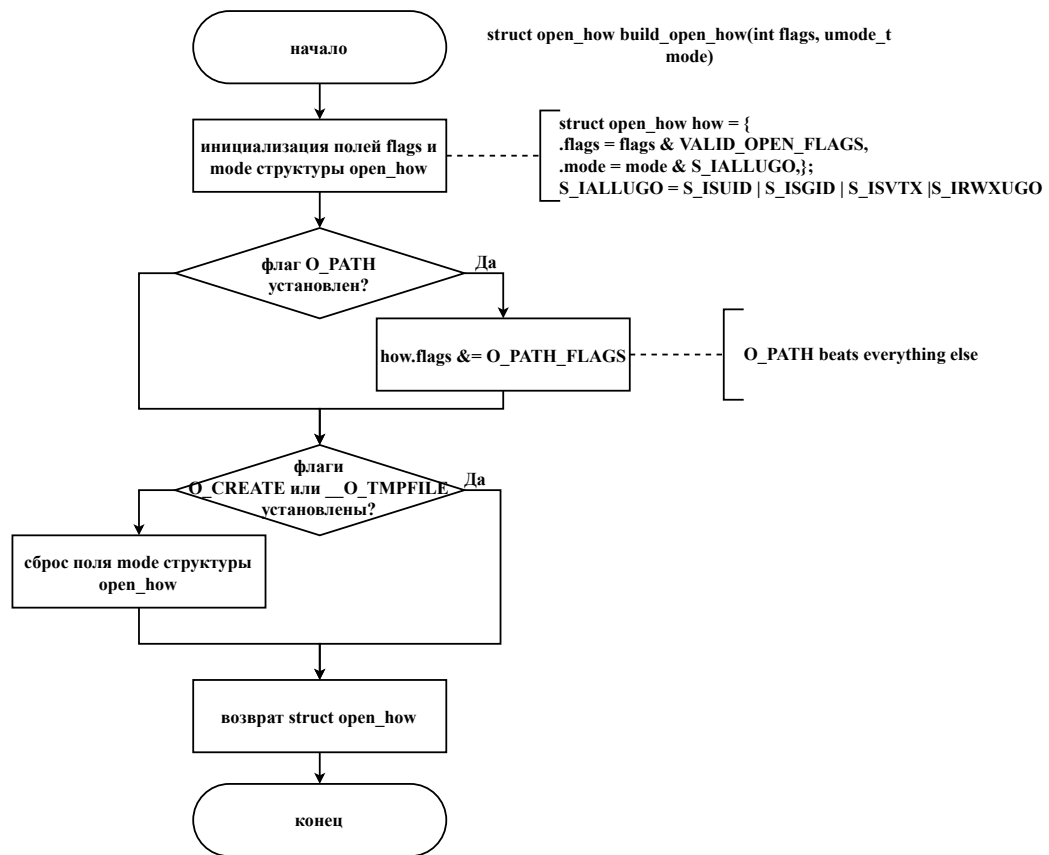 начало
struct open_how build_open_how(int flags, umode_t
mode)
инициализация полей flags и
mode структуры open_how
struct open_how how = {
.flags = flags & VALID_OPEN_FLAGS,
.mode = mode & S_IALLUGO,};
S_IALLUGO = S_ISUID | S_ISGID | S_ISVTX |S_IRWXUGO
флаг O_PATH
установлен?
Да
how.flags &= O_PATH_FLAGS
O_PATH beats everything else
флаги
O_CREATE или __O_TMPFILE
установлены?
Да
сброс поля mode структуры
open_how
возврат struct open_how
конец